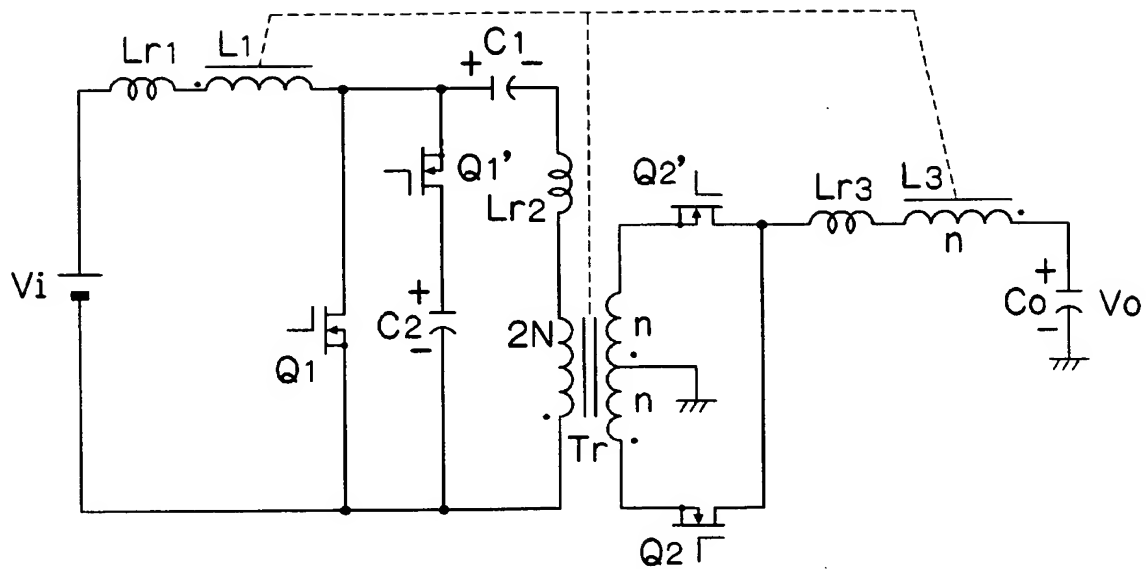 Lr1
L1
+ C1 -
Q1'
Lr2
Q2'
Lr3
L3
n
Vi
Q1
+
C2
-
2N
n
n
Tr
Q2
+
Co
-
Vo